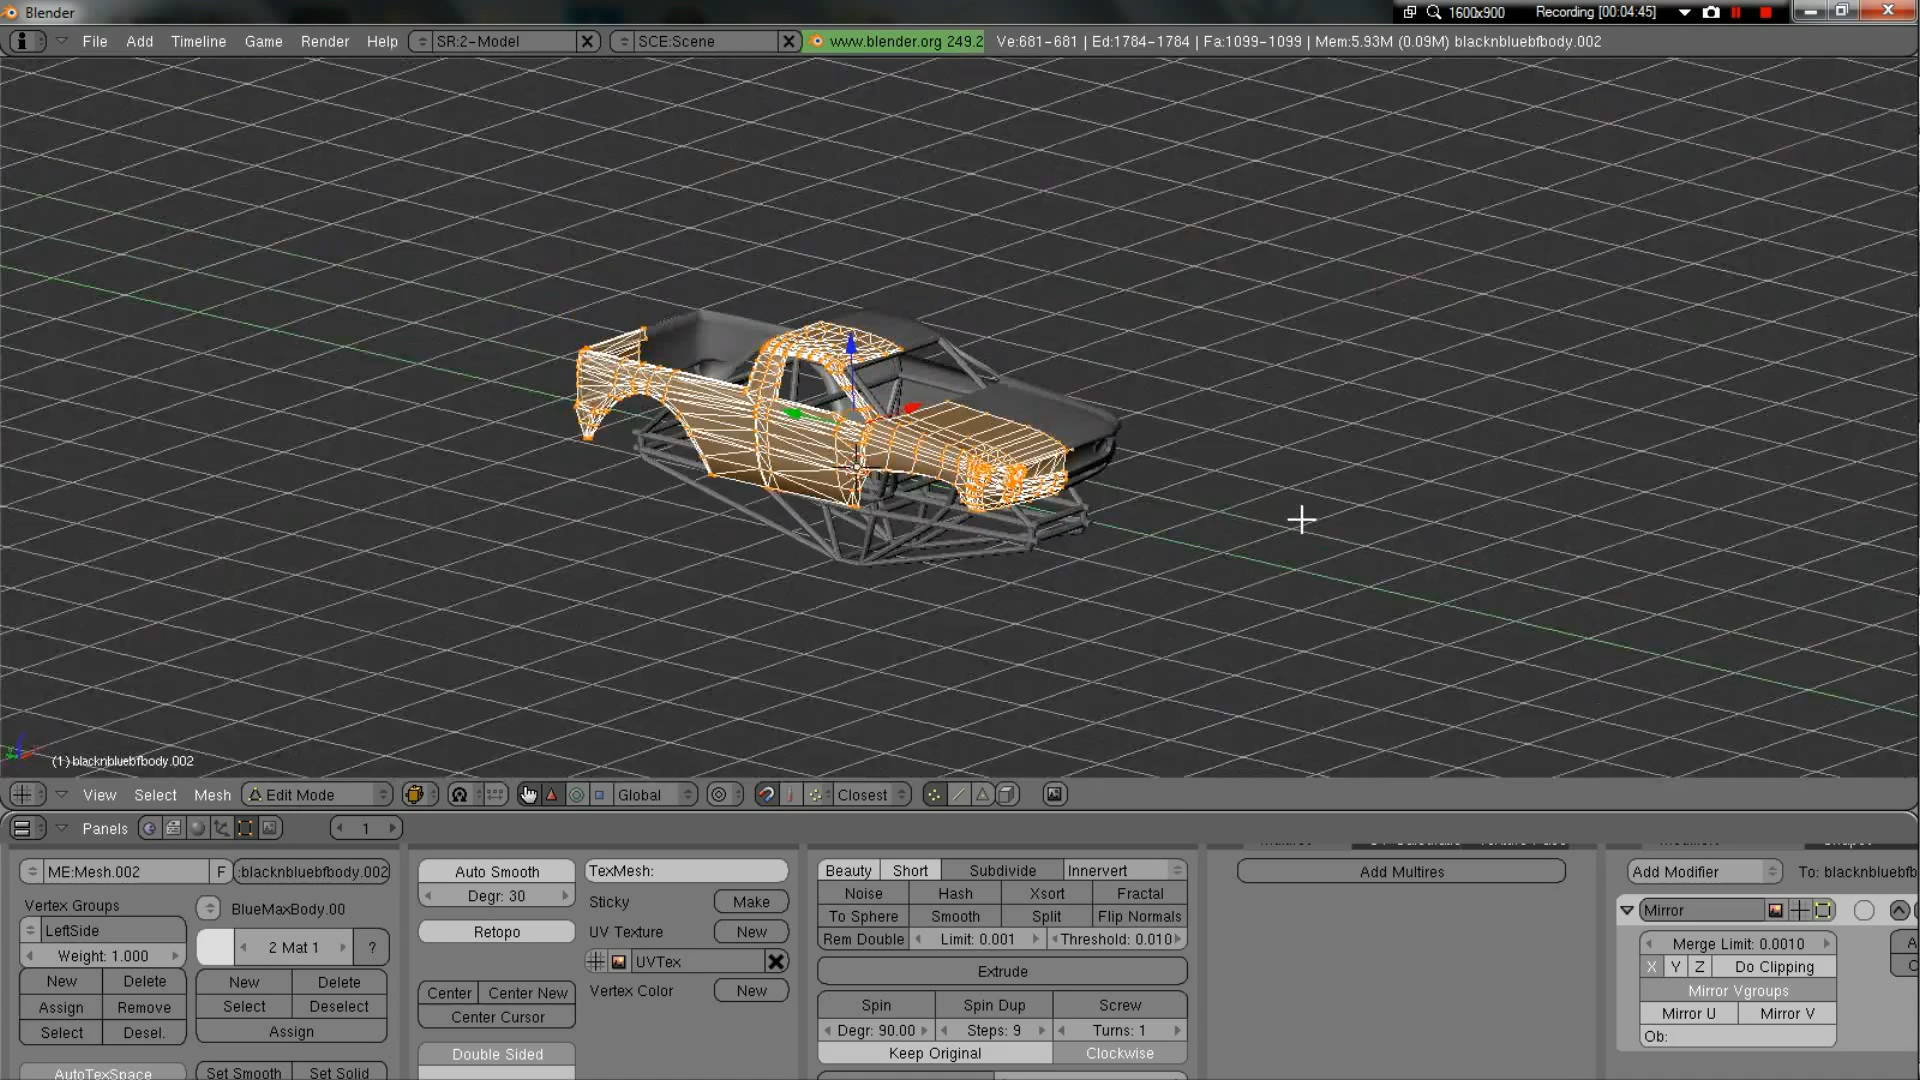 Blender
1600x900 Recording [00:04:45]
File Add Timeline Game Render Help SR:2-Model SCE:Scene www.blender.org 249.2 Ve:681-681 | Ed:1784-1784 | Fa:1099-1099 | Mem:5.93M (0.09M) blacknbluebfbody.002
(1) blacknbluebfbody.002
View Select Mesh Edit Mode Global Closest
Panels 1
ME:Mesh.002 F :blacknbluebfbody.002
Vertex Groups
BlueMaxBody.00
LeftSide
Weight: 1.000
2 Mat 1 ?
New Delete New Delete
Assign Remove Select Deselect
Select Desel. Assign
AutoTexSpace Set Smooth Set Solid
Auto Smooth
Degr: 30
Retopo
Center Center New
Center Cursor
Double Sided
TexMesh:
Sticky Make
UV Texture New
UVTex
Vertex Color New
Beauty Short Subdivide Innervert
Noise Hash Xsort Fractal
To Sphere Smooth Split Flip Normals
Rem Double Limit: 0.001 Threshold: 0.010
Extrude
Spin Spin Dup Screw
Degr: 90.00 Steps: 9 Turns: 1
Keep Original Clockwise
Add Multires
Add Modifier To: blacknbluebfb
Mirror
Merge Limit: 0.0010
X Y Z Do Clipping
Mirror Vgroups
Mirror U Mirror V
Ob: